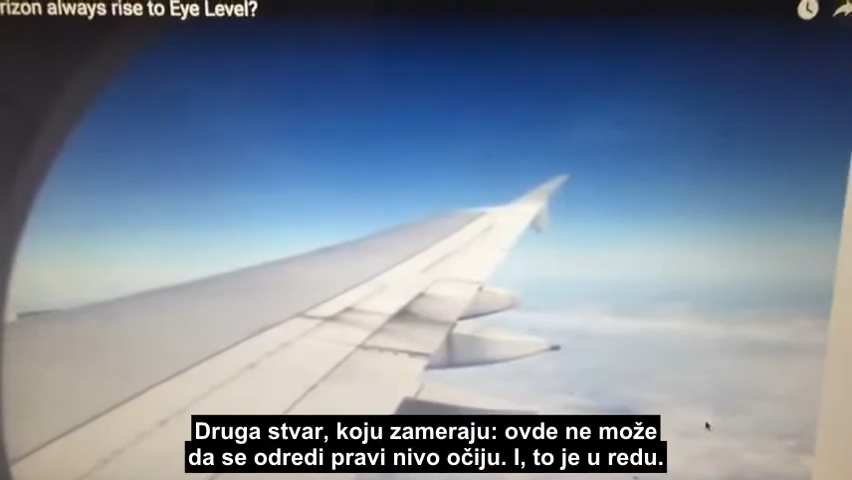 rizon always rise to Eye Level?
Druga stvar, koju zameraju: ovde ne može
da se odredi pravi nivo očiju. I, to je u redu.